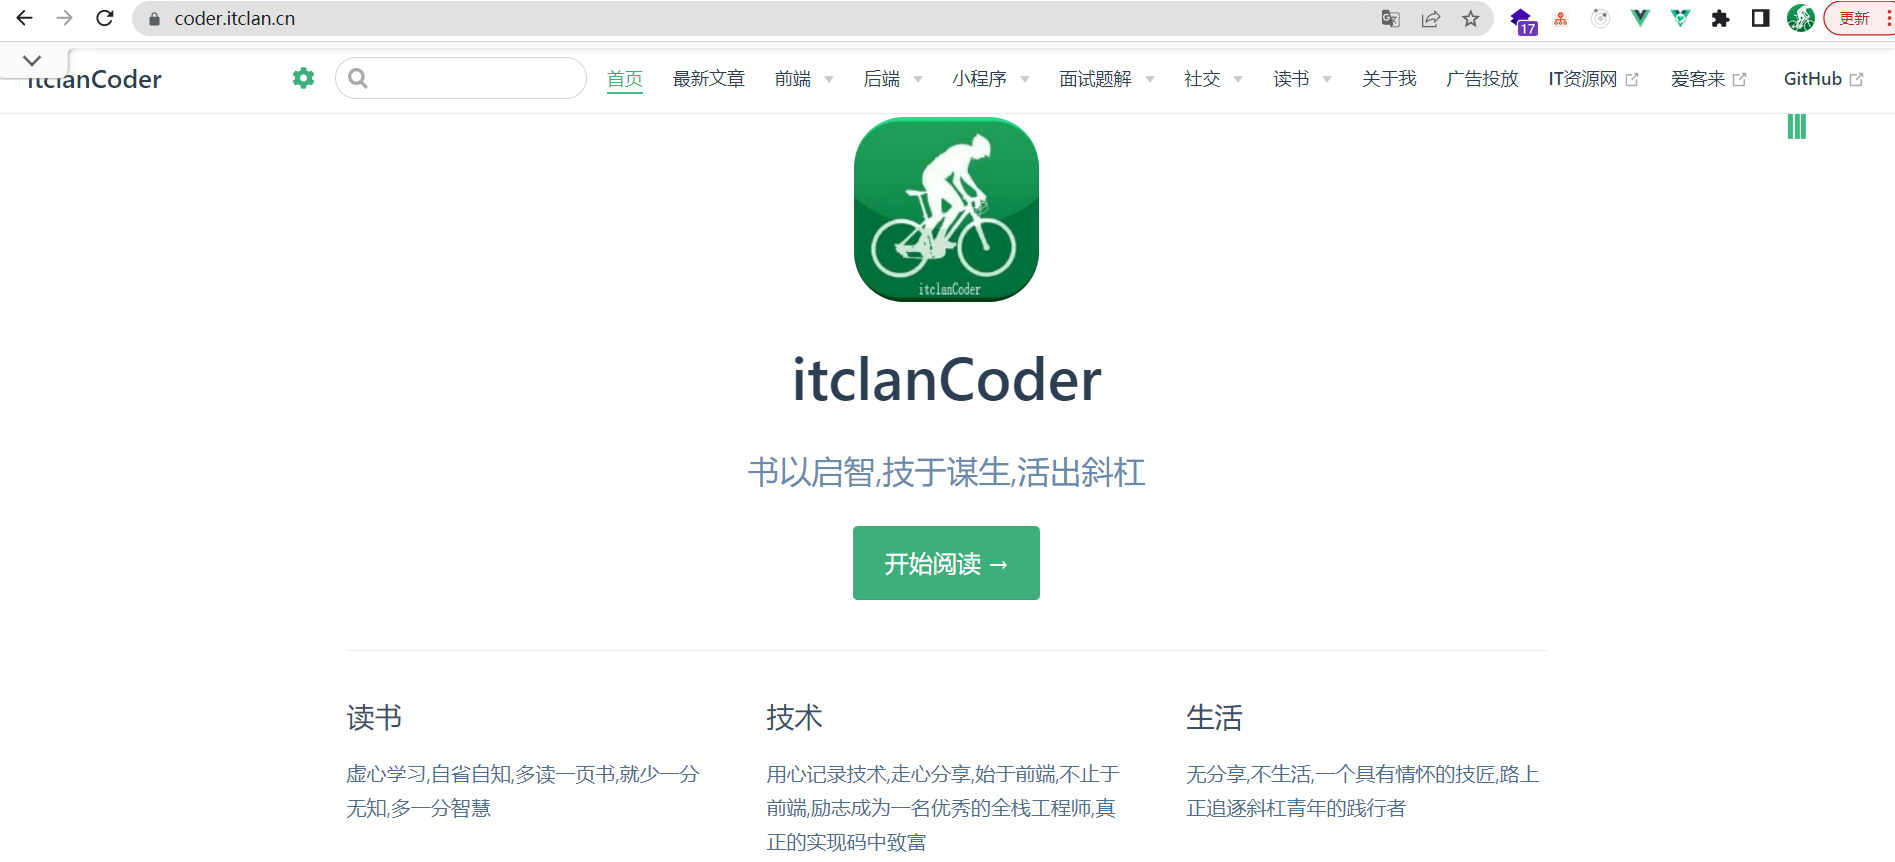 coder.itclan.cn
17
更新
itclanCoder
首页 最新文章 前端 后端 小程序 面试题解 社交 读书 关于我 广告投放 IT资源网 爱客来 GitHub
itclanCoder
itclanCoder
书以启智,技于谋生,活出斜杠
开始阅读 →
读书
虚心学习,自省自知,多读一页书,就少一分
无知,多一分智慧
技术
用心记录技术,走心分享,始于前端,不止于
前端,励志成为一名优秀的全栈工程师,真
正的实现码中致富
生活
无分享,不生活,一个具有情怀的技匠,路上
正追逐斜杠青年的践行者